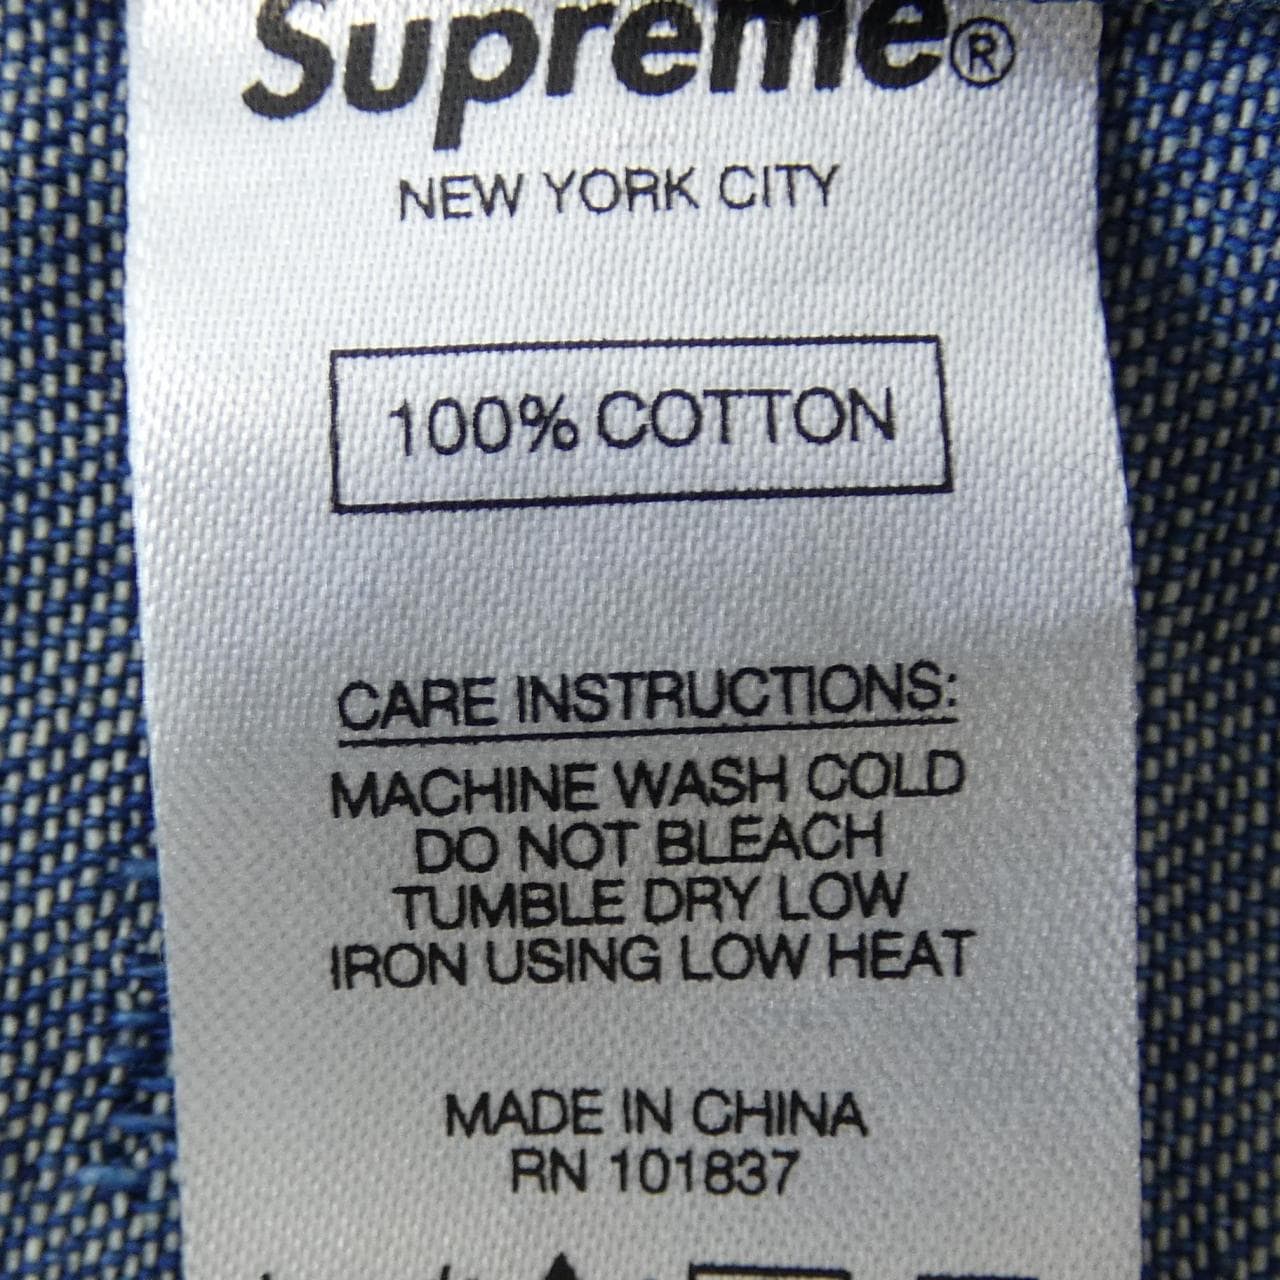 Supreme®
NEW YORK CITY
100% COTTON
CARE INSTRUCTIONS:
MACHINE WASH COLD
DO NOT BLEACH
TUMBLE DRY LOW
IRON USING LOW HEAT
MADE IN CHINA
RN 101837